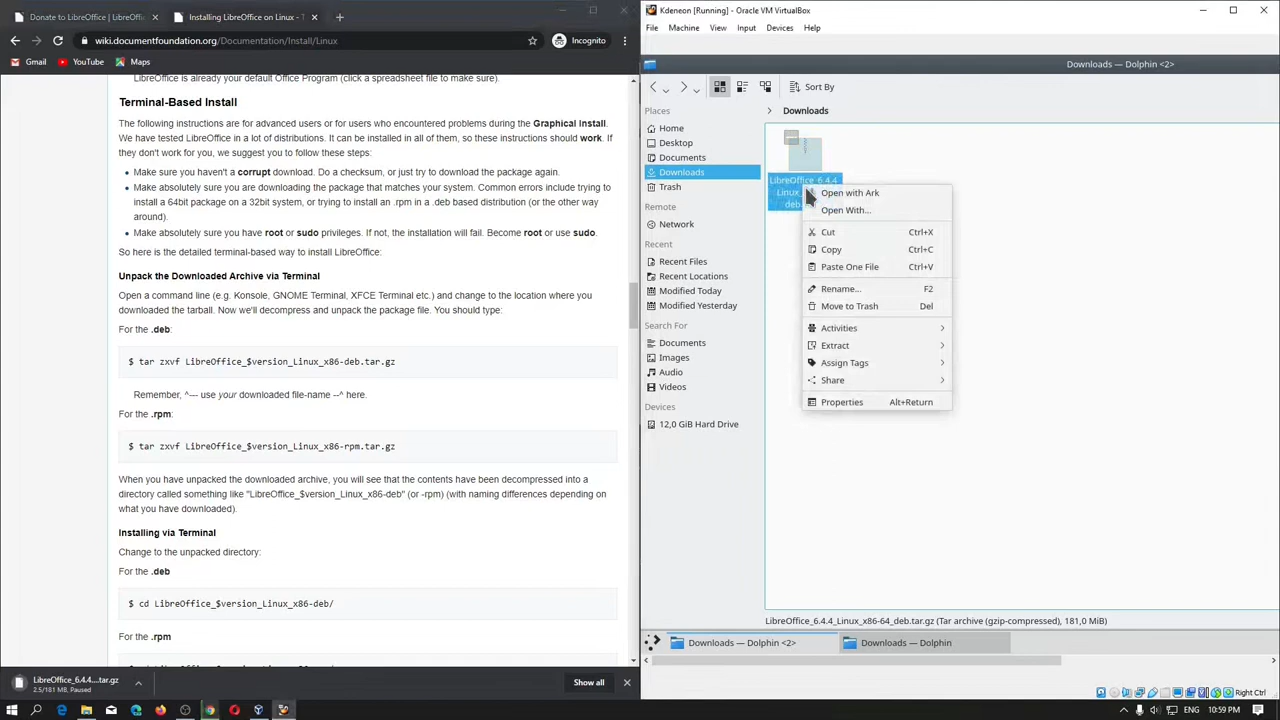 Donate to LibreOffice | LibreOffi
Installing LibreOffice on Linux - T
wiki.documentfoundation.org/Documentation/Install/Linux
Incognito
Gmail
YouTube
Maps
LibreOffice is already your default Office Program (click a spreadsheet file to make sure).
Terminal-Based Install
The following instructions are for advanced users or for users who encountered problems during the Graphical Install.
We have tested LibreOffice in a lot of distributions. It can be installed in all of them, so these instructions should work. If
they don't work for you, we suggest you to follow these steps:
Make sure you haven't a corrupt download. Do a checksum, or just try to download the package again.
Make absolutely sure you are downloading the package that matches your system. Common errors include trying to
install a 64bit package on a 32bit system, or trying to install an .rpm in a .deb based distribution (or the other way
around).
Make absolutely sure you have root or sudo privileges. If not, the installation will fail. Become root or use sudo.
So here is the detailed terminal-based way to install LibreOffice:
Unpack the Downloaded Archive via Terminal
Open a command line (e.g. Konsole, GNOME Terminal, XFCE Terminal etc.) and change to the location where you
downloaded the tarball. Now we'll decompress and unpack the package file. You should type:
For the .deb:
$ tar zxvf LibreOffice_$version_Linux_x86-deb.tar.gz
Remember, ^--- use your downloaded file-name --^ here.
For the .rpm:
$ tar zxvf LibreOffice_$version_Linux_x86-rpm.tar.gz
When you have unpacked the downloaded archive, you will see that the contents have been decompressed into a
directory called something like "LibreOffice_$version_Linux_x86-deb" (or -rpm) (with naming differences depending on
what you have downloaded).
Installing via Terminal
Change to the unpacked directory:
For the .deb
$ cd LibreOffice_$version_Linux_x86-deb/
For the .rpm
LibreOffice_6.4.4....tar.gz
2.5/181 MB, Paused
Show all
Kdeneon [Running] - Oracle VM VirtualBox
File Machine View Input Devices Help
Downloads — Dolphin <2>
Sort By
Places
Home
Desktop
Documents
Downloads
Trash
Remote
Network
Recent
Recent Files
Recent Locations
Modified Today
Modified Yesterday
Search For
Documents
Images
Audio
Videos
Devices
12,0 GiB Hard Drive
Downloads
LibreOffice_6.4.4_
Linux_
deb
Open with Ark
Open With...
Cut Ctrl+X
Copy Ctrl+C
Paste One File Ctrl+V
Rename... F2
Move to Trash Del
Activities
Extract
Assign Tags
Share
Properties Alt+Return
LibreOffice_6.4.4_Linux_x86-64_deb.tar.gz (Tar archive (gzip-compressed), 181,0 MiB)
Downloads — Dolphin <2>
Downloads — Dolphin
Right Ctrl
ENG 10:59 PM